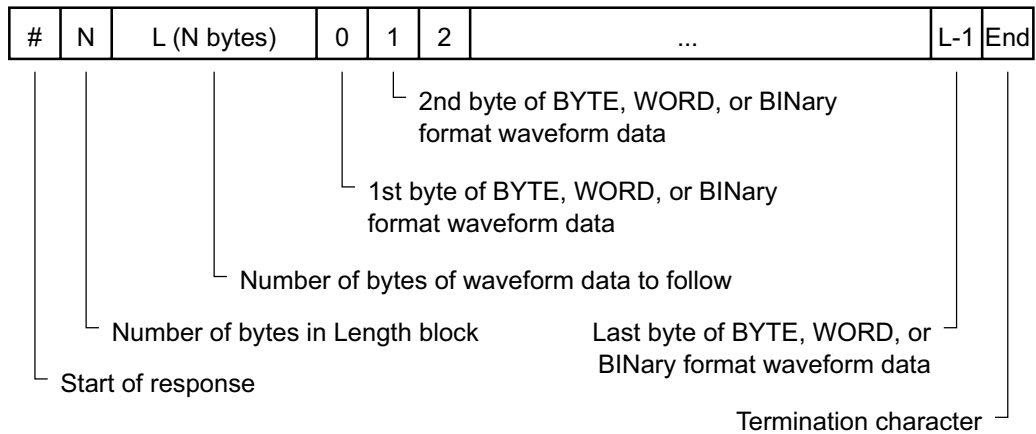 # N L (N bytes) 0 1 2 ... L-1 End
2nd byte of BYTE, WORD, or BINary
format waveform data
1st byte of BYTE, WORD, or BINary
format waveform data
Number of bytes of waveform data to follow
Number of bytes in Length block
Last byte of BYTE, WORD, or
BINary format waveform data
Start of response
Termination character